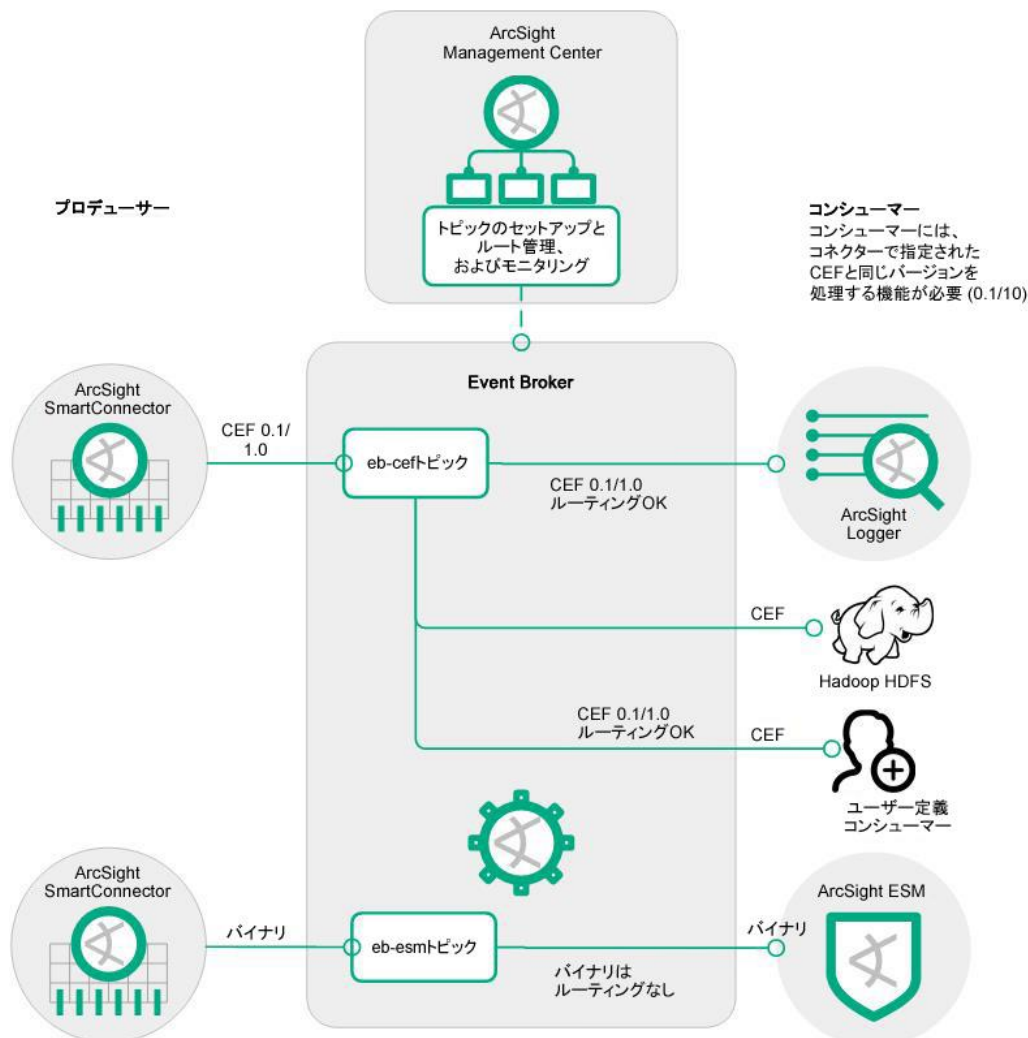 ArcSight
Management Center
トピックのセットアップと
ルート管理、
およびモニタリング
プロデューサー
コンシューマー
コンシューマーには、
コネクターで指定された
CEFと同じバージョンを
処理する機能が必要 (0.1/10)
Event Broker
ArcSight
SmartConnector
CEF 0.1/
1.0
eb-cefトピック
CEF 0.1/1.0
ルーティングOK
ArcSight
Logger
CEF
Hadoop HDFS
CEF 0.1/1.0
ルーティングOK
CEF
ユーザー定義
コンシューマー
ArcSight
SmartConnector
バイナリ
eb-esmトピック
バイナリは
ルーティングなし
バイナリ
ArcSight ESM